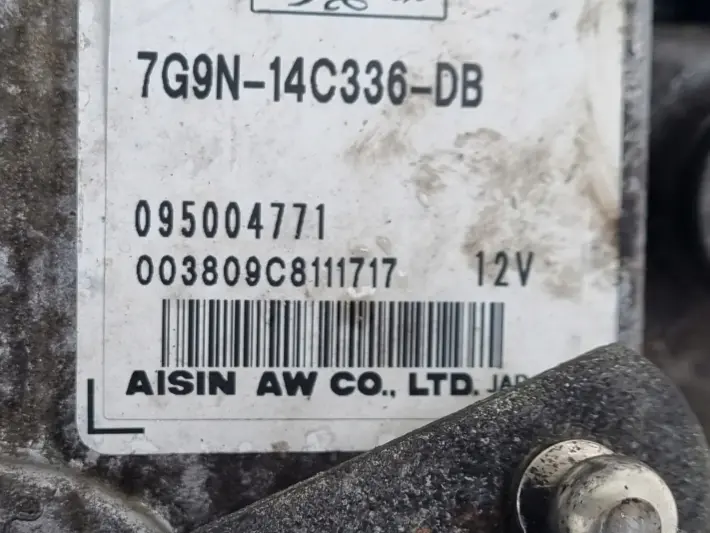 7G9N-14C336-DB
095004771
003809C8111717 12V
AISIN AW CO., LTD.